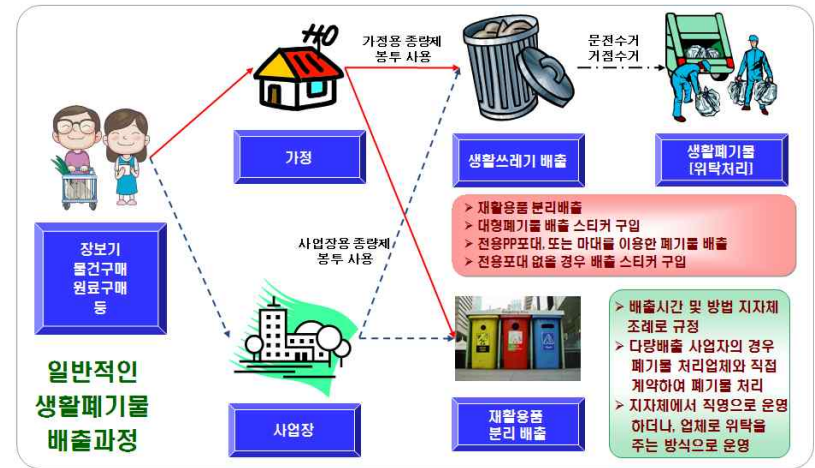 가정용 종량제
봉투 사용
문전수거
거점수거
가정
생활쓰레기 배출
생활폐기물
[위탁처리]
장보기
물건구매
원료구매
등
사업장용 종량제
봉투 사용
➢ 재활용품 분리배출
➢ 대형폐기물 배출 스티커 구입
➢ 전용PP포대, 또는 마대를 이용한 폐기물 배출
➢ 전용포대 없을 경우 배출 스티커 구입
➢ 배출시간 및 방법 지자체
조례로 규정
➢ 다량배출 사업자의 경우
폐기물 처리업체와 직접
계약하여 폐기물 처리
➢ 지자체에서 직영으로 운영
하더나, 업체로 위탁을
주는 방식으로 운영
일반적인
생활폐기물
배출과정
사업장
재활용품
분리 배출